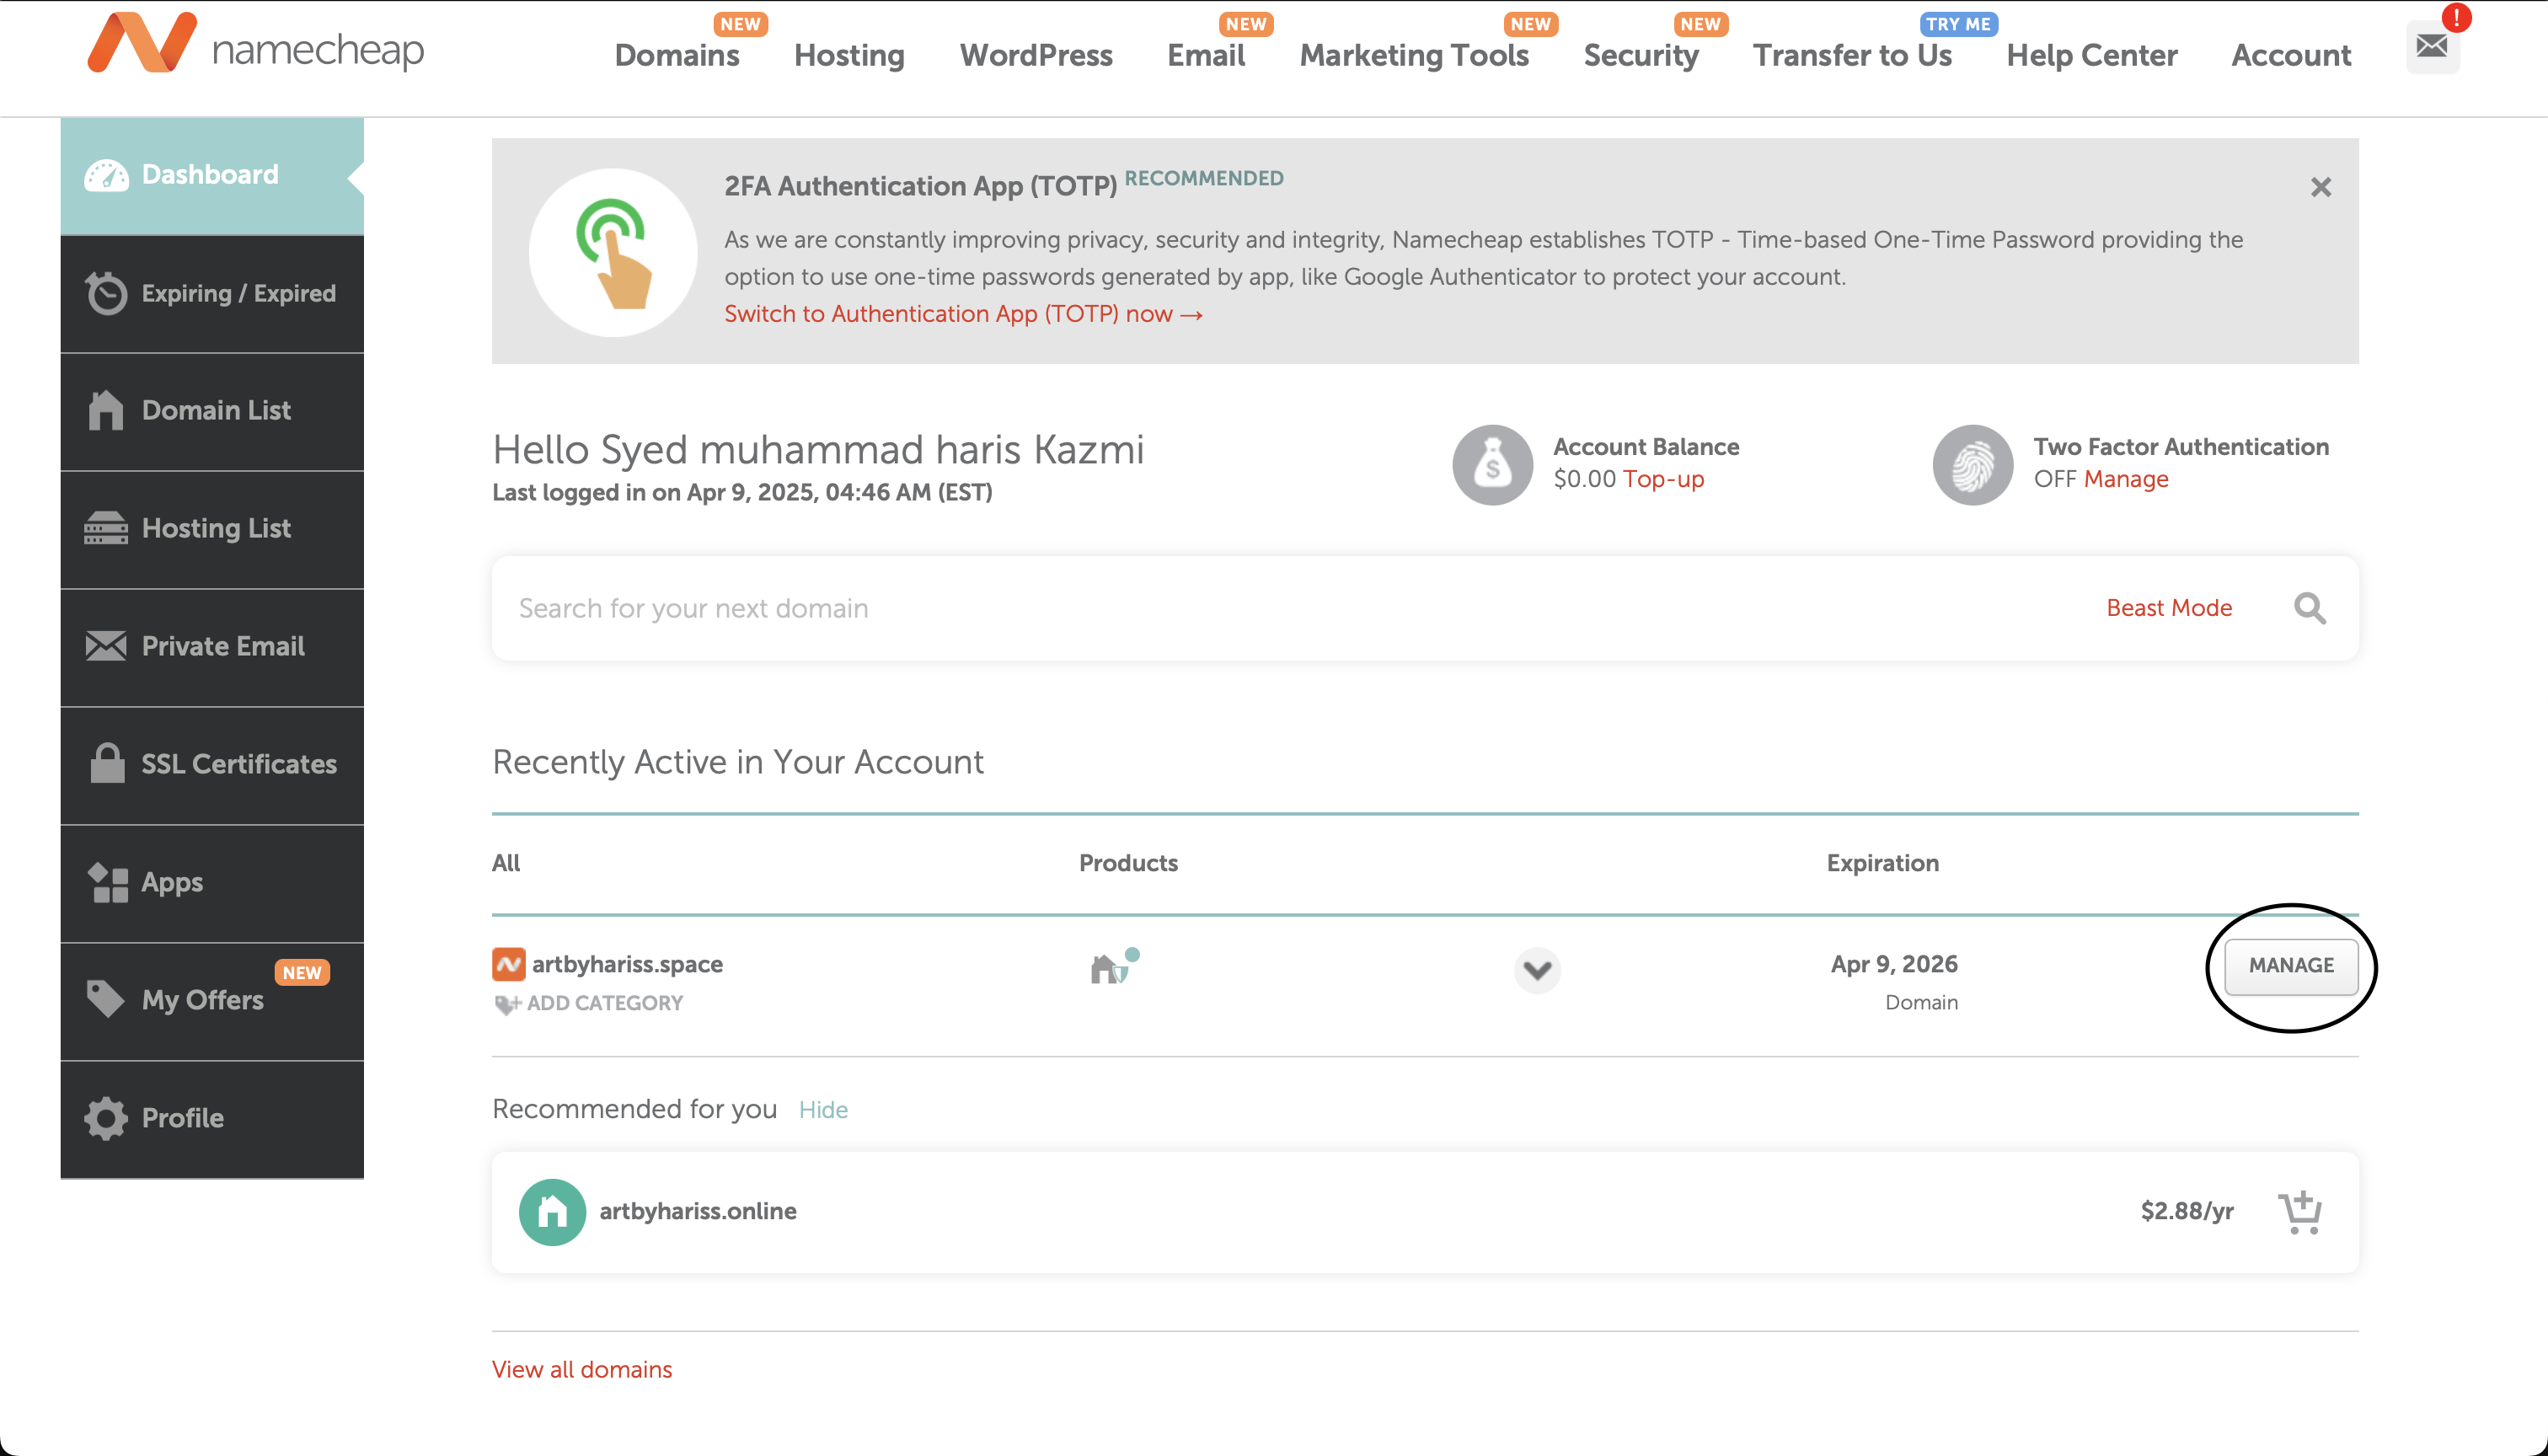 namecheap
NEW
NEW
NEW
NEW
TRY ME
Domains
Hosting
WordPress
Email
Marketing Tools
Security
Transfer to Us
Help Center
Account
!
Dashboard
Expiring / Expired
Domain List
Hosting List
Private Email
SSL Certificates
Apps
NEW
My Offers
Profile
2FA Authentication App (TOTP) RECOMMENDED
As we are constantly improving privacy, security and integrity, Namecheap establishes TOTP - Time-based One-Time Password providing the
option to use one-time passwords generated by app, like Google Authenticator to protect your account.
Switch to Authentication App (TOTP) now →
Hello Syed muhammad haris Kazmi
Last logged in on Apr 9, 2025, 04:46 AM (EST)
$
Account Balance
$0.00 Top-up
Two Factor Authentication
OFF Manage
Search for your next domain
Beast Mode
Recently Active in Your Account
All
Products
Expiration
artbyhariss.space
ADD CATEGORY
Apr 9, 2026
Domain
MANAGE
Recommended for you
Hide
artbyhariss.online
$2.88/yr
View all domains